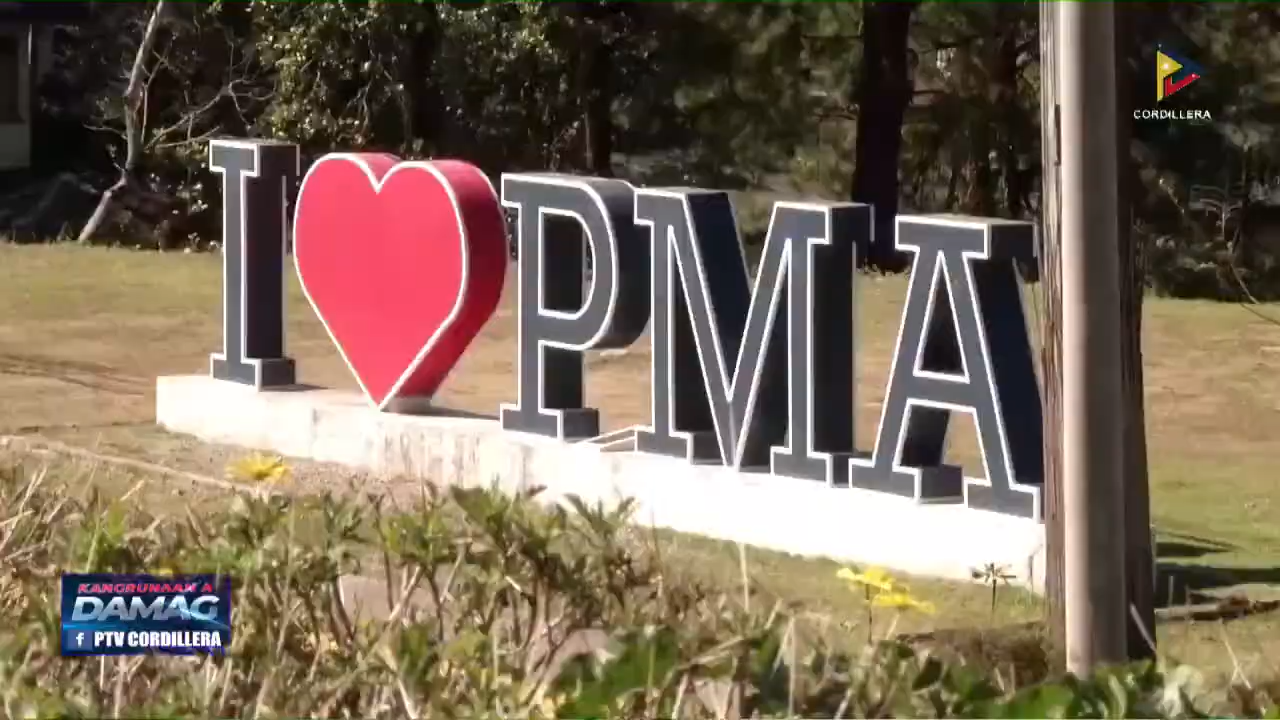 CORDILLERA
I ❤ PMA
KANGRUNAAN A
DAMAG
f PTV CORDILLERA